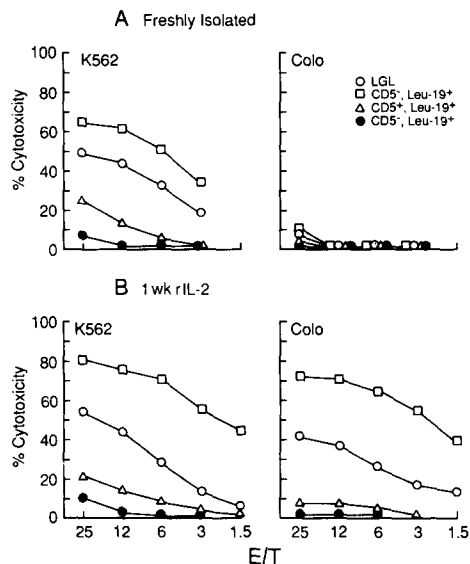 A Freshly Isolated
K562
Colo
LGL
CD5⁻, Leu-19⁺
CD5⁺, Leu-19⁺
CD5⁻, Leu-19⁺
100
80
60
40
20
0
% Cytotoxicity
B 1 wk rIL-2
K562
Colo
100
80
60
40
20
0
% Cytotoxicity
25 12 6 3 1.5
25 12 6 3 1.5
E/T